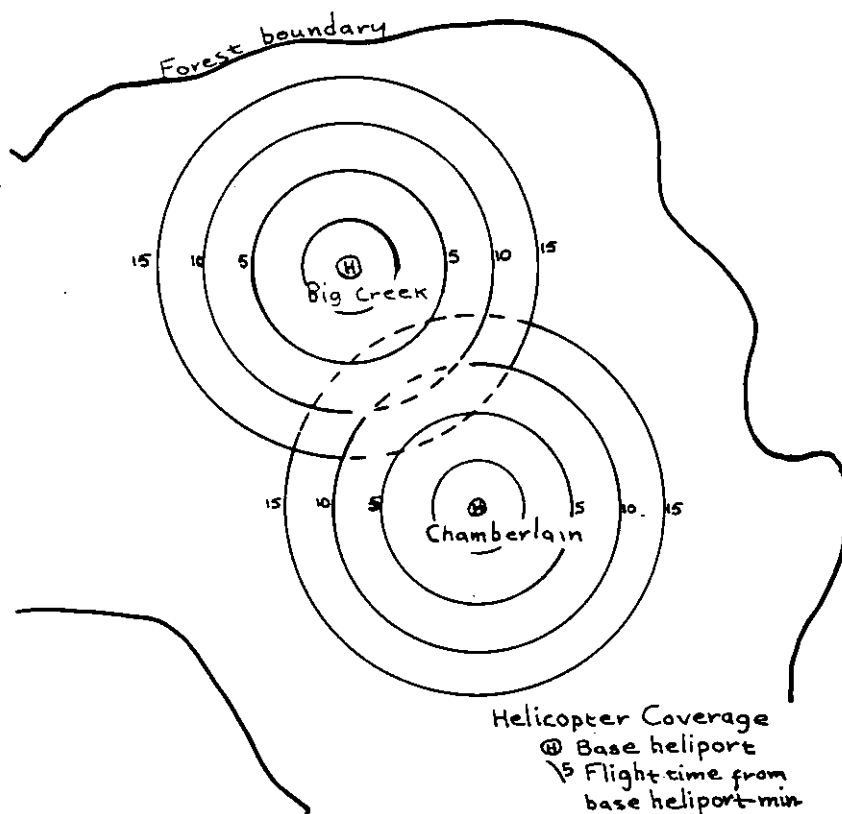 Forest boundary
15 10 5 5 10 15
H
Big Creek
15 10 5 5 10 15
H
Chamberlain
Helicopter Coverage
H Base heliport
5 Flight time from
base heliport-min